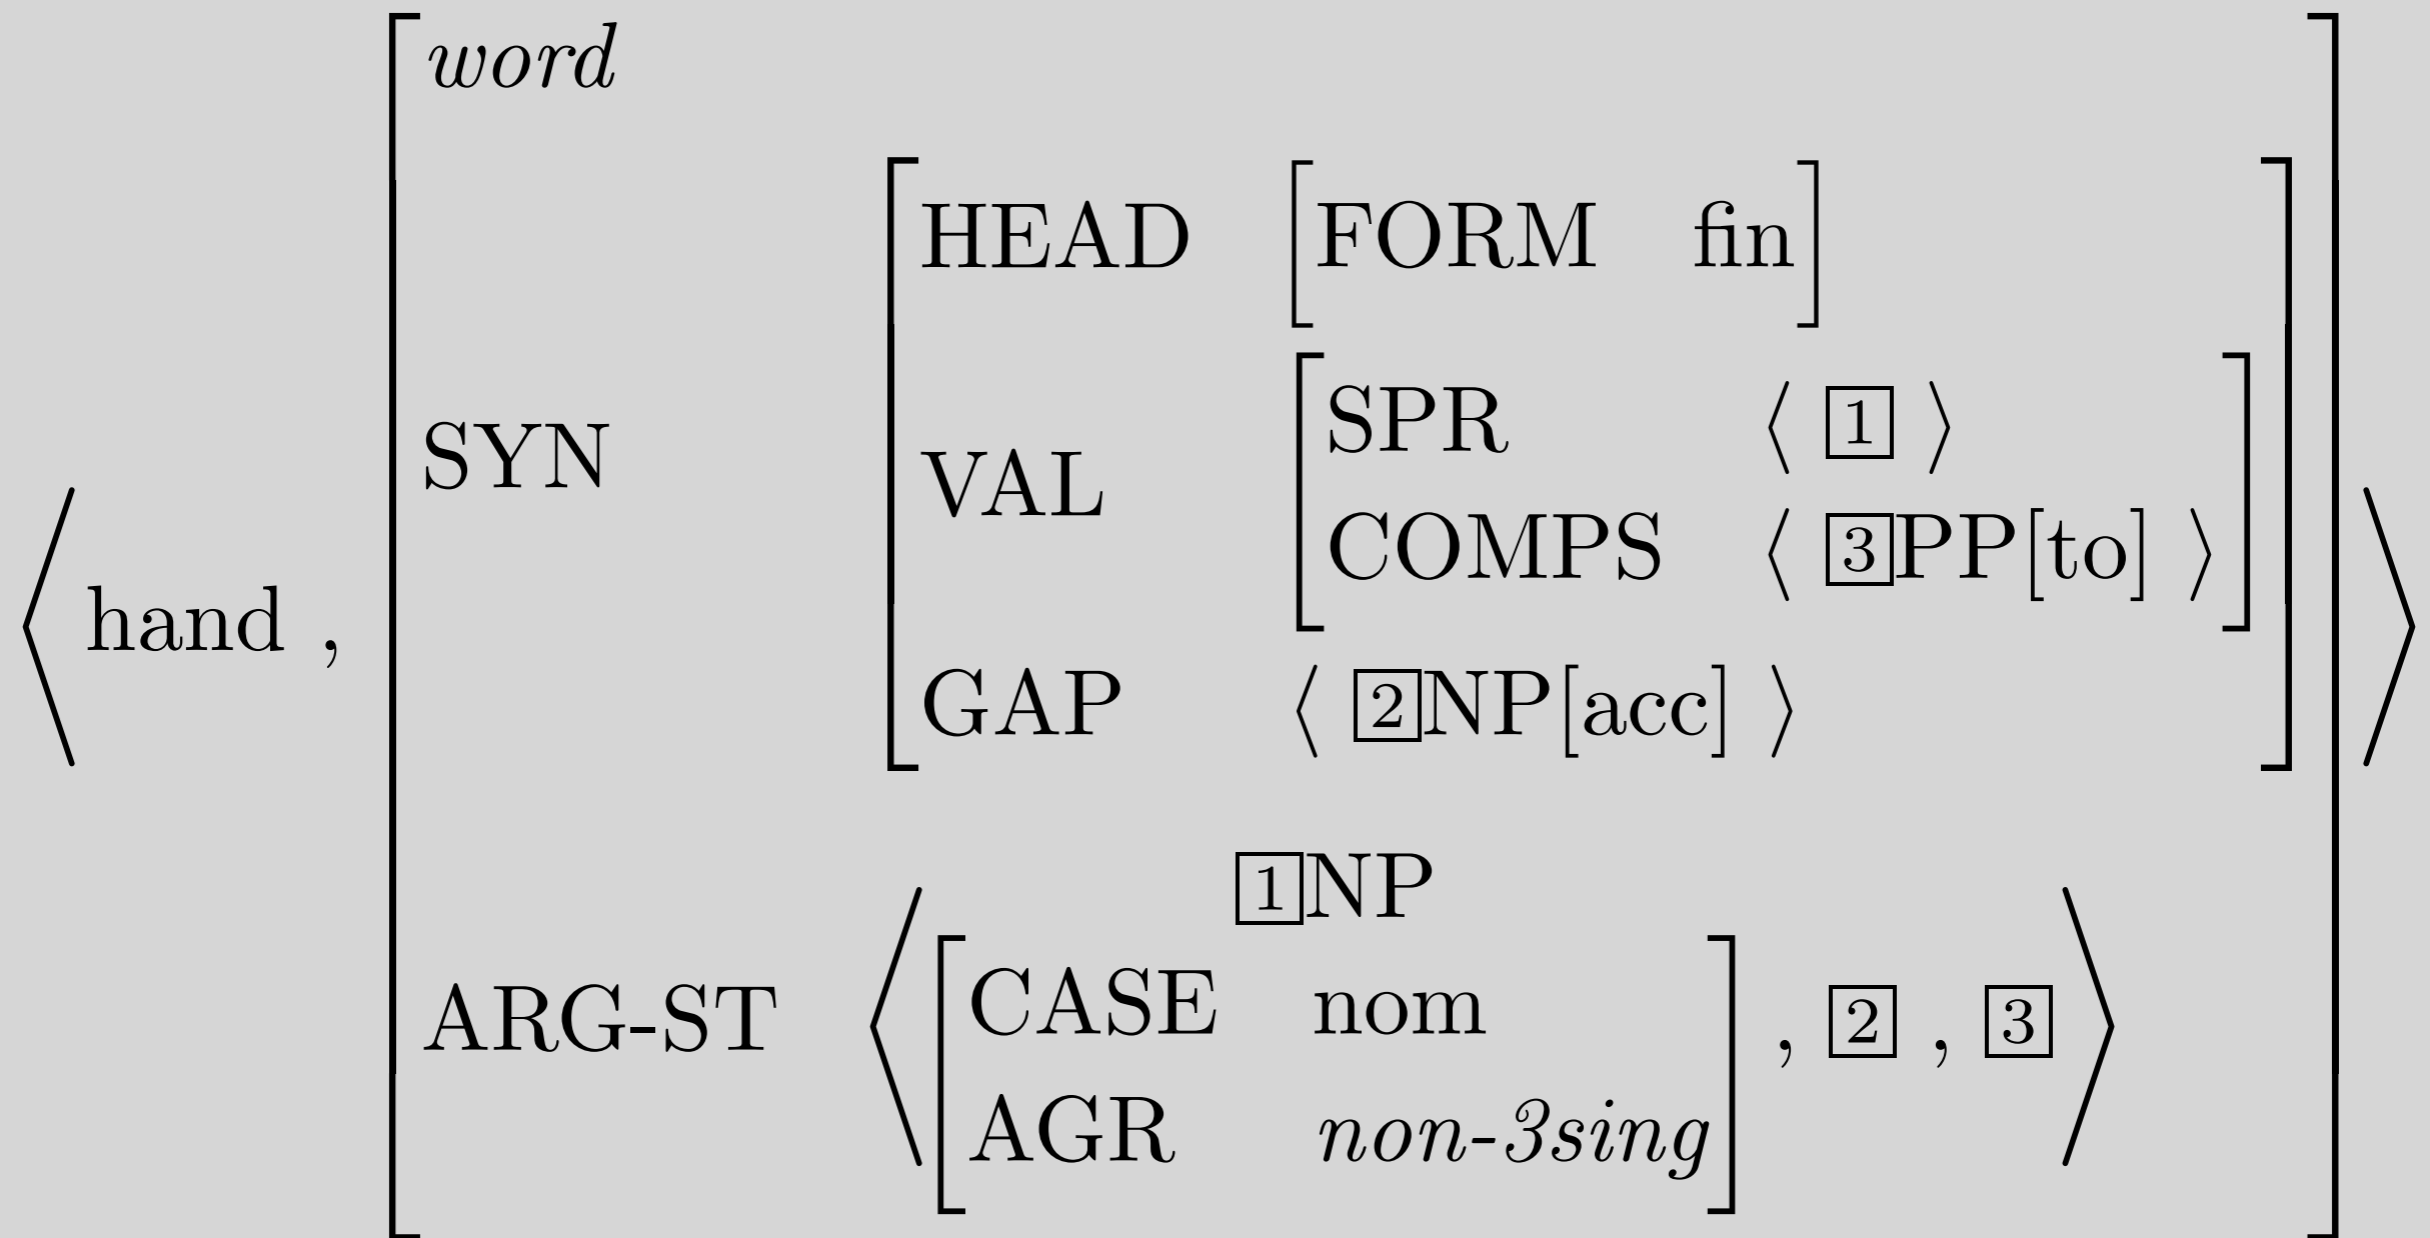 word
HEAD [FORM fin]
SPR ⟨ 1 ⟩
SYN VAL
COMPS ⟨ 3PP[to] ⟩
⟨hand ,
GAP ⟨ 2NP[acc] ⟩
1NP
CASE nom
ARG-ST ⟨ , 2 , 3⟩
AGR non-3sing